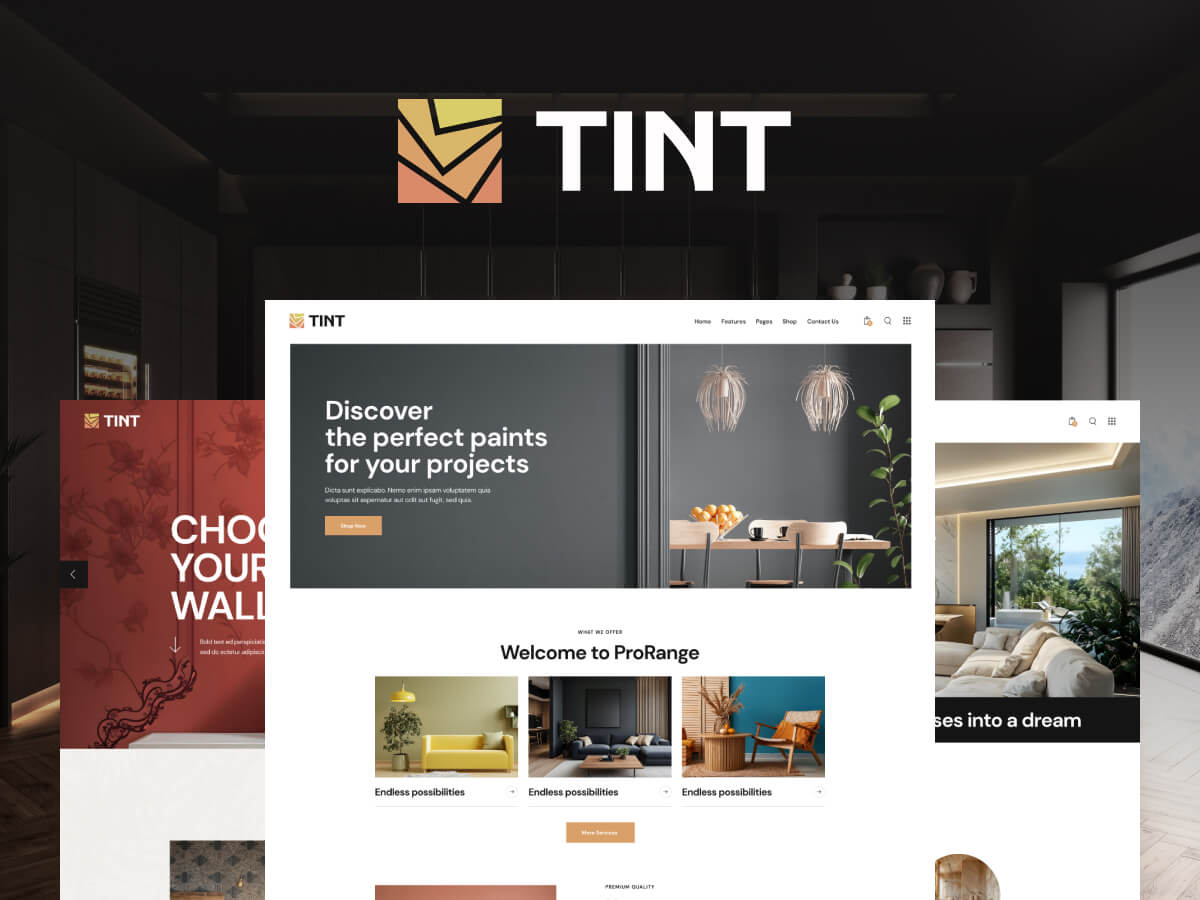 TINT
TINT
Home Features Pages Shop Contact Us
Discover
the perfect paints
for your projects
Dicta sunt explicabo. Nemo enim ipsam voluptatem quia
voluptas sit aspernatur aut odit aut fugit, sed quia.
Shop Now
WHAT WE OFFER
Welcome to ProRange
Endless possibilities
Endless possibilities
Endless possibilities
More Services
PREMIUM QUALITY
TINT
CHOO
YOUR
WALL
Bold text ed perspiciatis
sed do ectetur adipiscin
ses into a dream